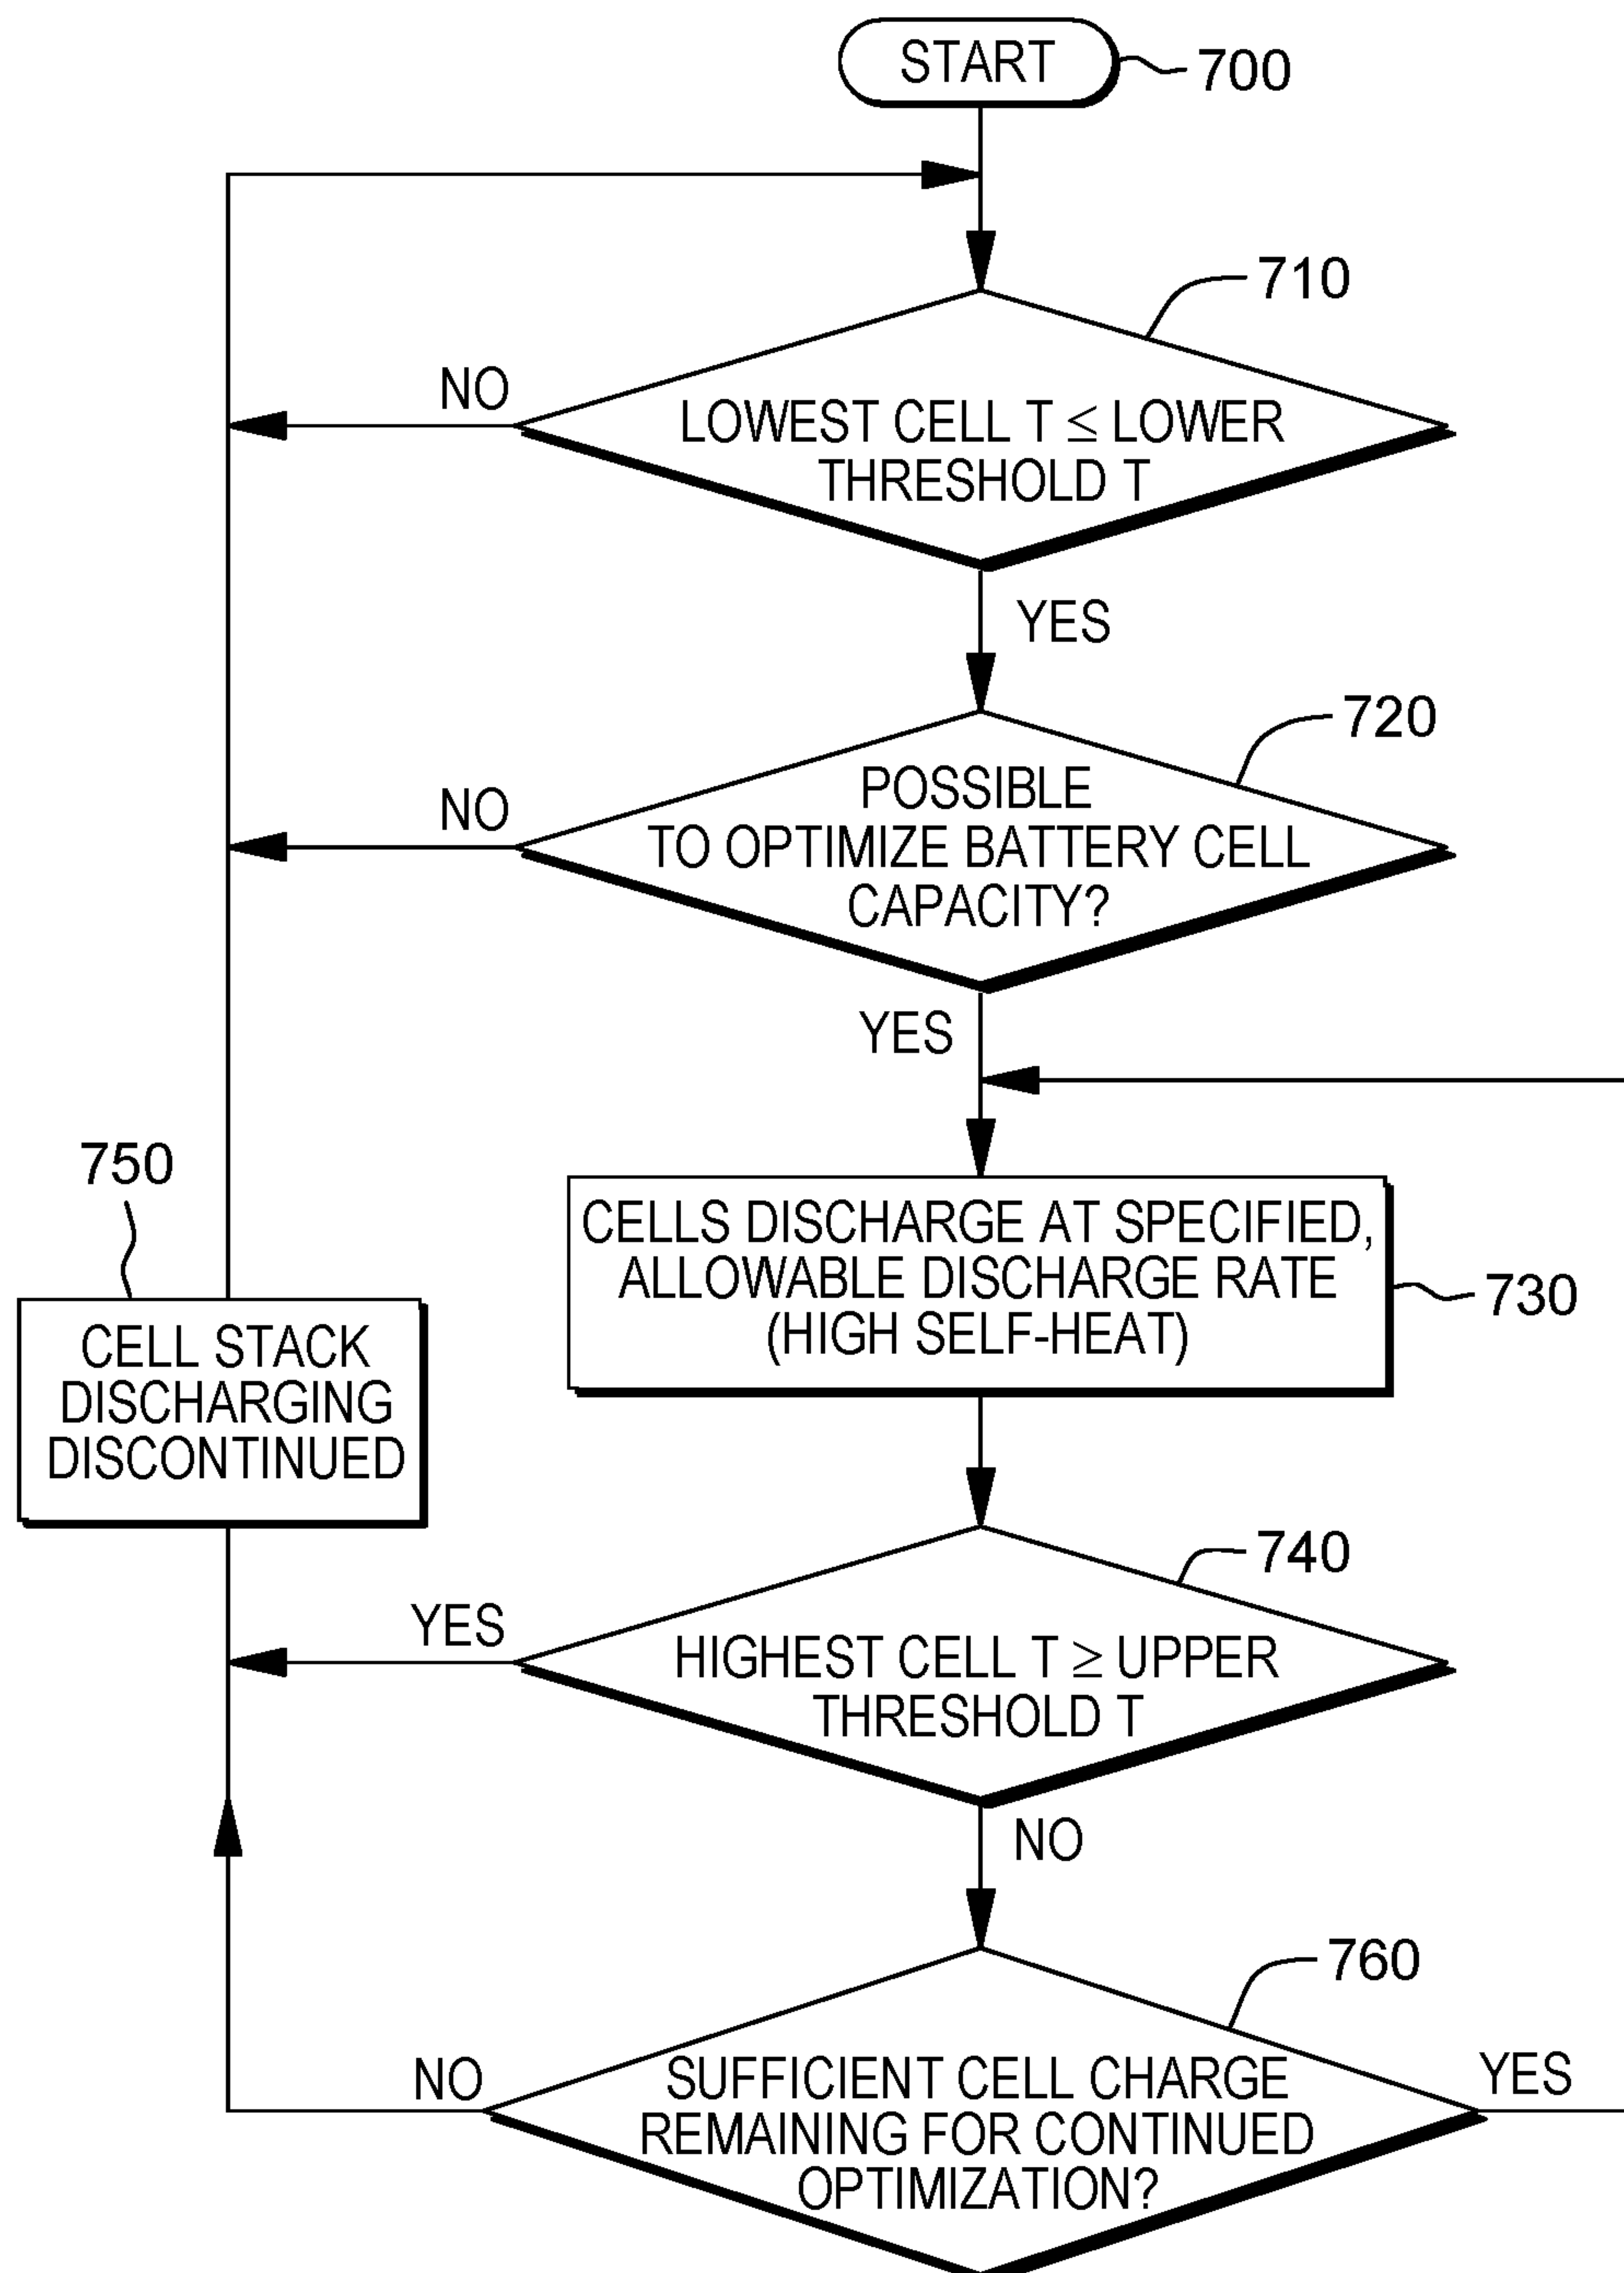 START
700
710
NO
LOWEST CELL T ≤ LOWER
THRESHOLD T
YES
720
NO
POSSIBLE
TO OPTIMIZE BATTERY CELL
CAPACITY?
YES
750
CELLS DISCHARGE AT SPECIFIED,
ALLOWABLE DISCHARGE RATE
(HIGH SELF-HEAT)
730
CELL STACK
DISCHARGING
DISCONTINUED
740
YES
HIGHEST CELL T ≥ UPPER
THRESHOLD T
NO
760
NO
SUFFICIENT CELL CHARGE
REMAINING FOR CONTINUED
OPTIMIZATION?
YES